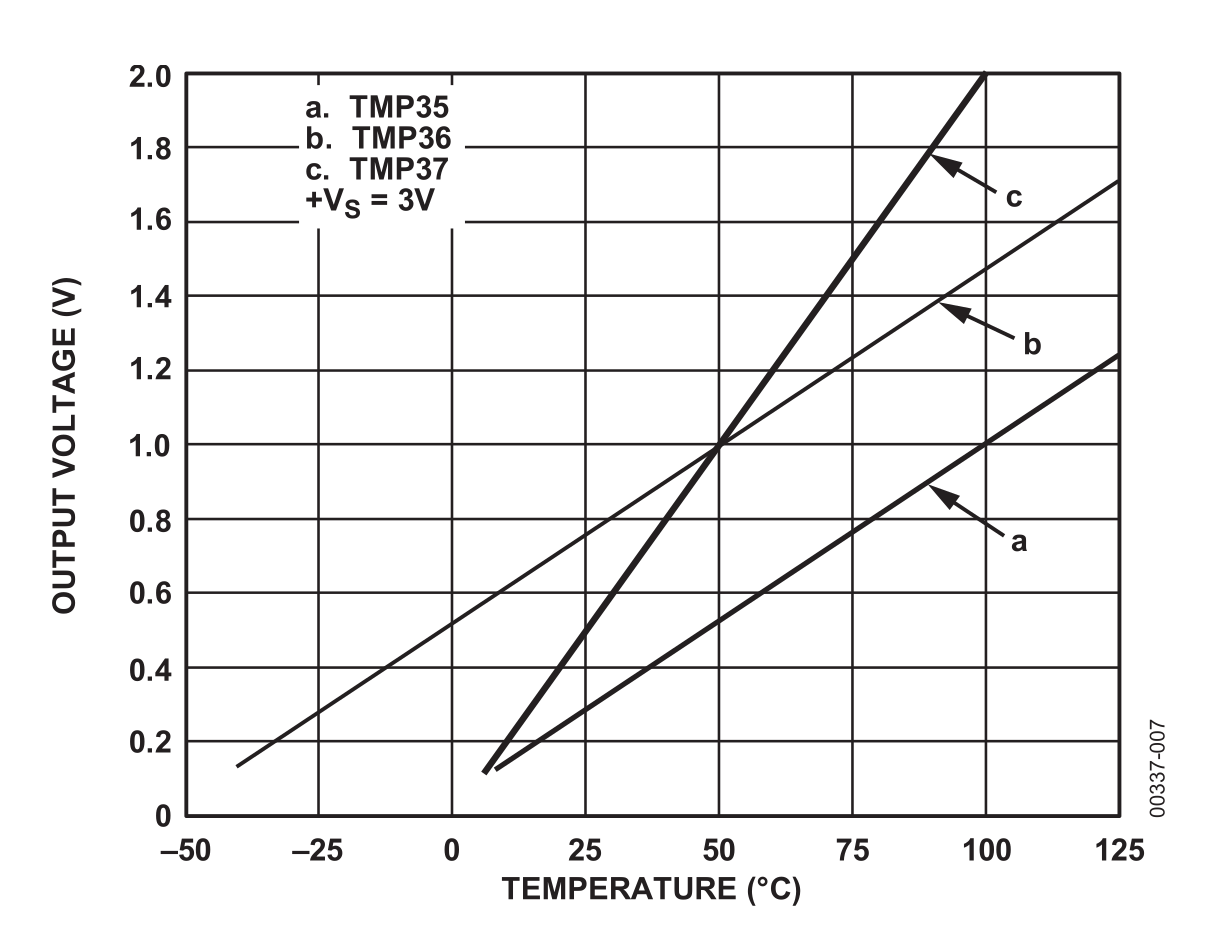 2.0
1.8
1.6
1.4
1.2
1.0
0.8
0.6
0.4
0.2
0
a. TMP35
b. TMP36
c. TMP37
+VS = 3V
c
b
a
OUTPUT VOLTAGE (V)
–50 –25 0 25 50 75 100 125
TEMPERATURE (°C)
00337-007